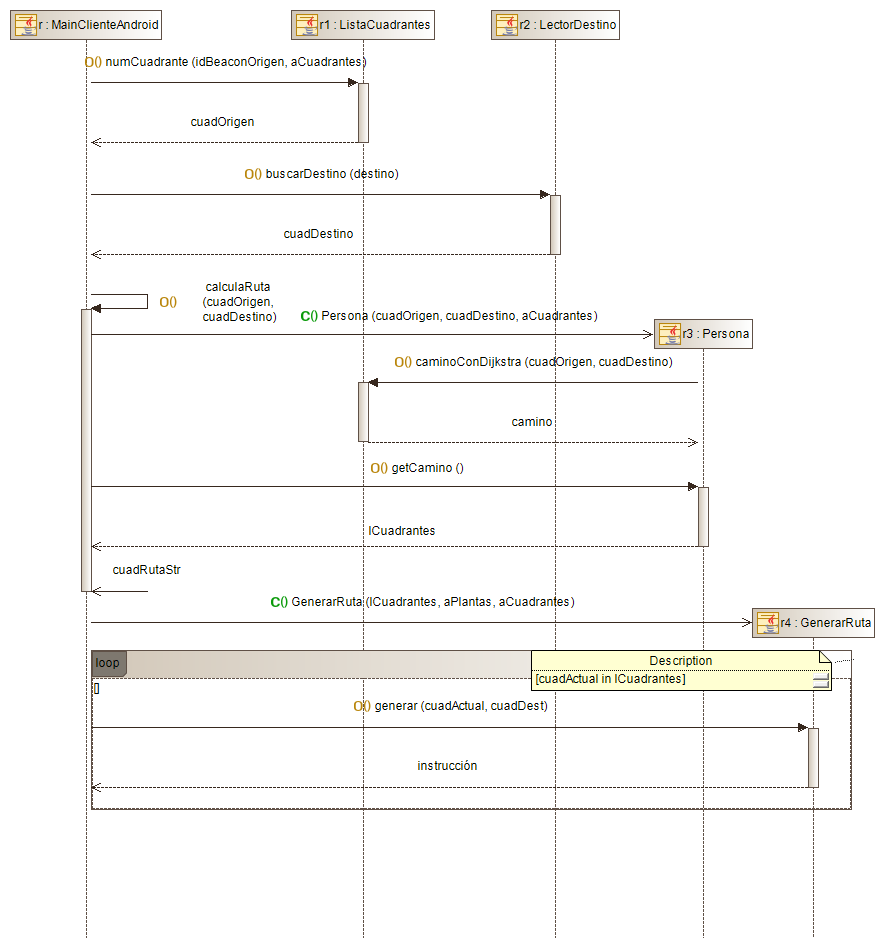 r : MainClienteAndroid
r1 : ListaCuadrantes
r2 : LectorDestino
O() numCuadrante (idBeaconOrigen, aCuadrantes)
cuadOrigen
O() buscarDestino (destino)
cuadDestino
O() calculaRuta
(cuadOrigen,
cuadDestino)
C() Persona (cuadOrigen, cuadDestino, aCuadrantes)
r3 : Persona
O() caminoConDijkstra (cuadOrigen, cuadDestino)
camino
O() getCamino ()
lCuadrantes
cuadRutaStr
C() GenerarRuta (lCuadrantes, aPlantas, aCuadrantes)
r4 : GenerarRuta
loop
Description
[cuadActual in lCuadrantes]
[]
O() generar (cuadActual, cuadDest)
instrucción